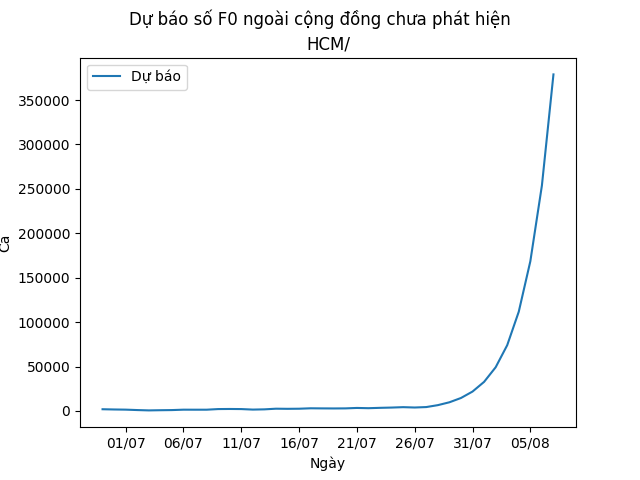 Dự báo số F0 ngoài cộng đồng chưa phát hiện
HCM/
Dự báo
350000
300000
250000
200000
150000
100000
50000
0
Ca
01/07 06/07 11/07 16/07 21/07 26/07 31/07 05/08
Ngày